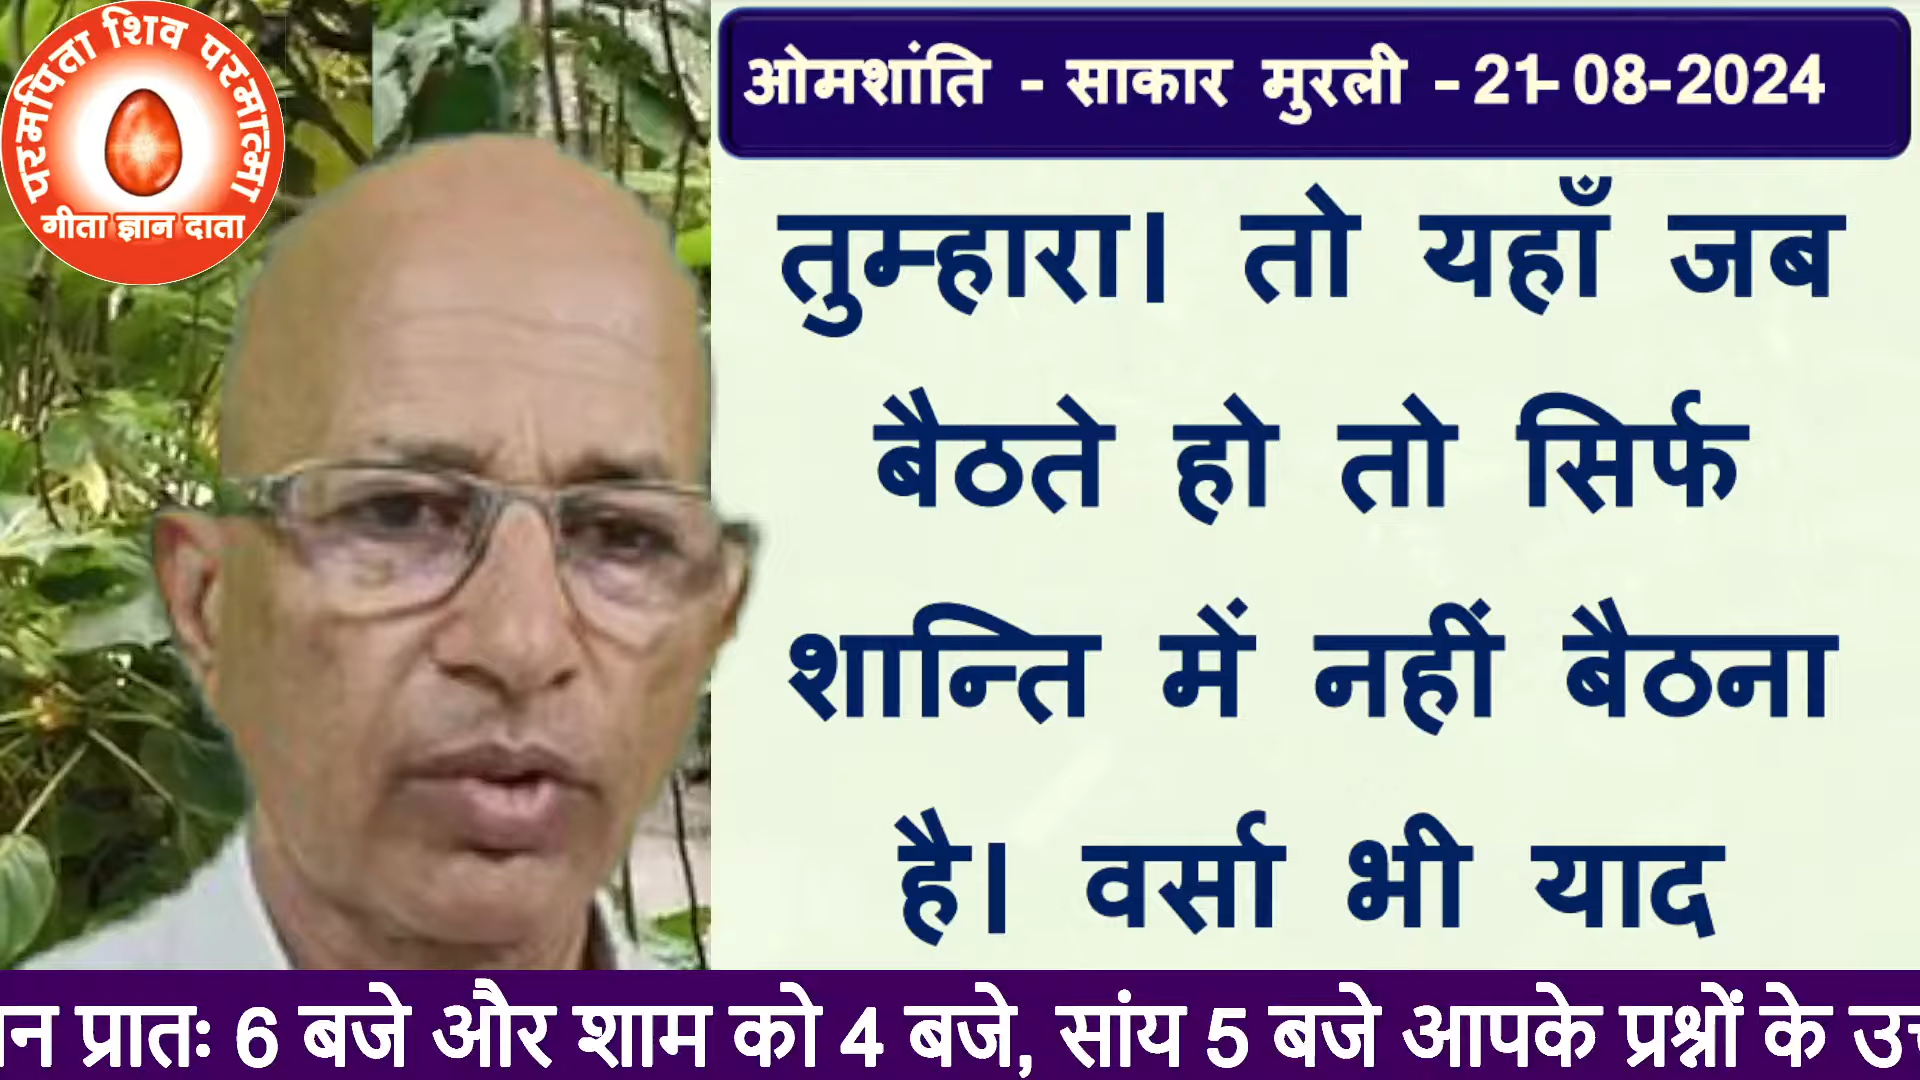 परमपिता शिव परमात्मा
गीता ज्ञान दाता
ओमशांति - साकार मुरली - 21- 08-2024
तुम्हारा। तो यहाँ जब
बैठते हो तो सिर्फ
शान्ति में नहीं बैठना
है। वर्सा भी याद
प्रातः 6 बजे और शाम को 4 बजे, सांय 5 बजे आपके प्रश्नों के